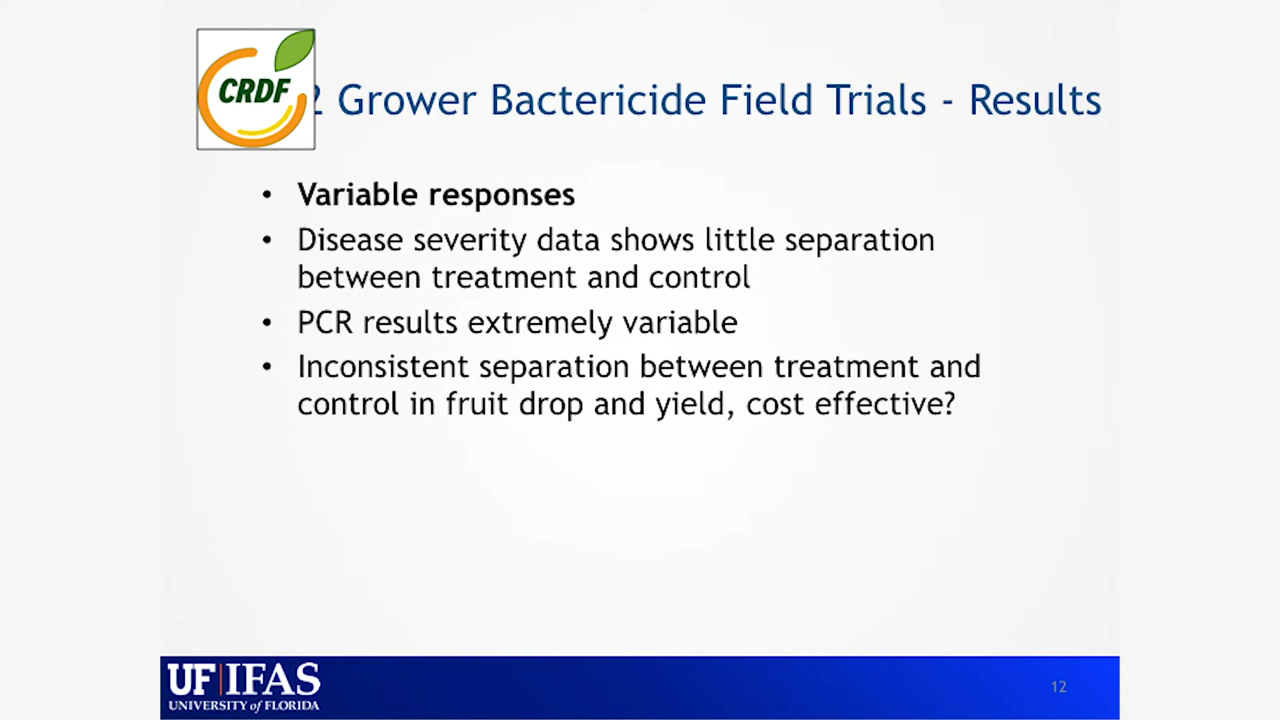 CRDF
2 Grower Bactericide Field Trials - Results
• Variable responses
• Disease severity data shows little separation
between treatment and control
• PCR results extremely variable
• Inconsistent separation between treatment and
control in fruit drop and yield, cost effective?
UF|IFAS
UNIVERSITY of FLORIDA
12